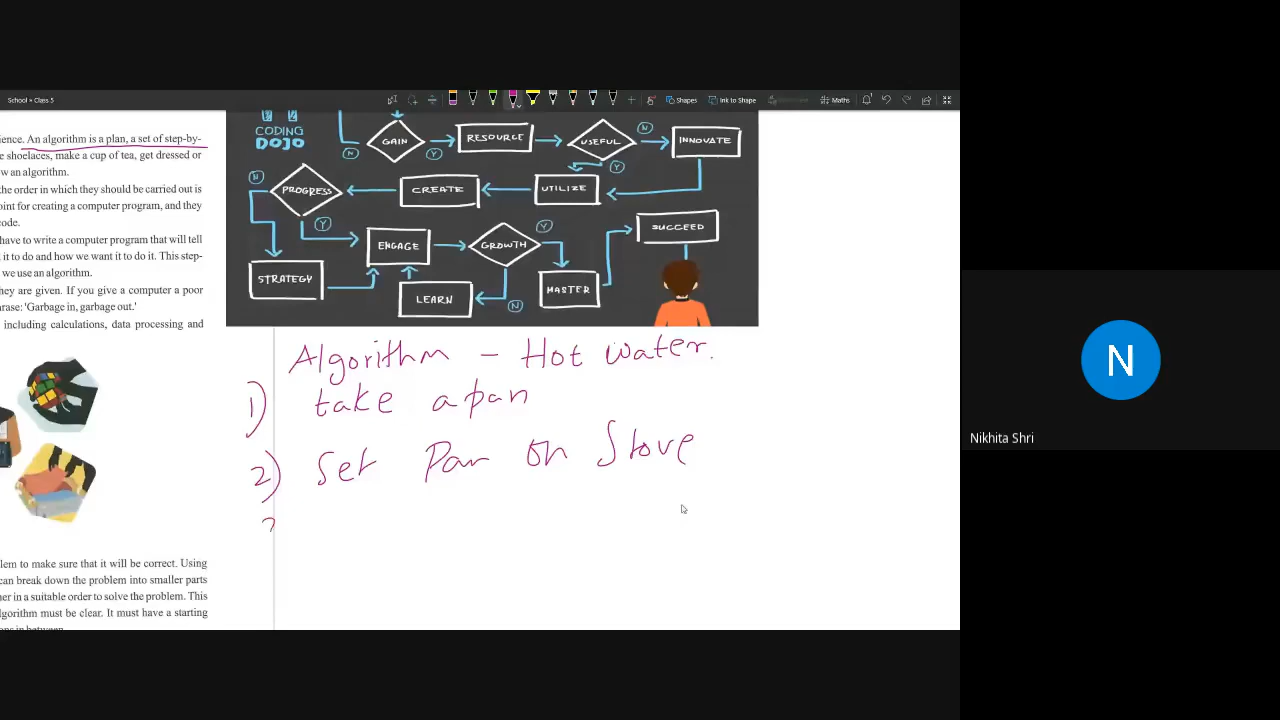 School × Class 5
Shapes
Ink to Shape
Maths
ience. An algorithm is a plan, a set of step-by-
e shoelaces, make a cup of tea, get dressed or
w an algorithm.
the order in which they should be carried out is
oint for creating a computer program, and they
code.
have to write a computer program that will tell
it to do and how we want it to do it. This step-
we use an algorithm.
hey are given. If you give a computer a poor
hrase: 'Garbage in, garbage out.'
including calculations, data processing and
lem to make sure that it will be correct. Using
can break down the problem into smaller parts
her in a suitable order to solve the problem. This
lgorithm must be clear. It must have a starting
ons in between.
CODING
DOJO
GAIN
N
Y
RESOURCE
USEFUL
N
Y
INNOVATE
N
PROGRESS
CREATE
UTILIZE
Y
ENGAGE
GROWTH
Y
SUCCEED
STRATEGY
LEARN
N
MASTER
Algorithm - Hot water.
1) take a pan
2) Set Pan On Stove
N
Nikhita Shri